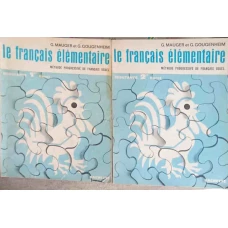 G. MAUGER et G. GOUGENHEIM
le français élémentaire
MÉTHODE PROGRESSIVE DE FRANÇAIS USUEL
G. MAUGER et G. GOUGENHEIM
le français élémentaire
MÉTHODE PROGRESSIVE DE FRANÇAIS USUEL